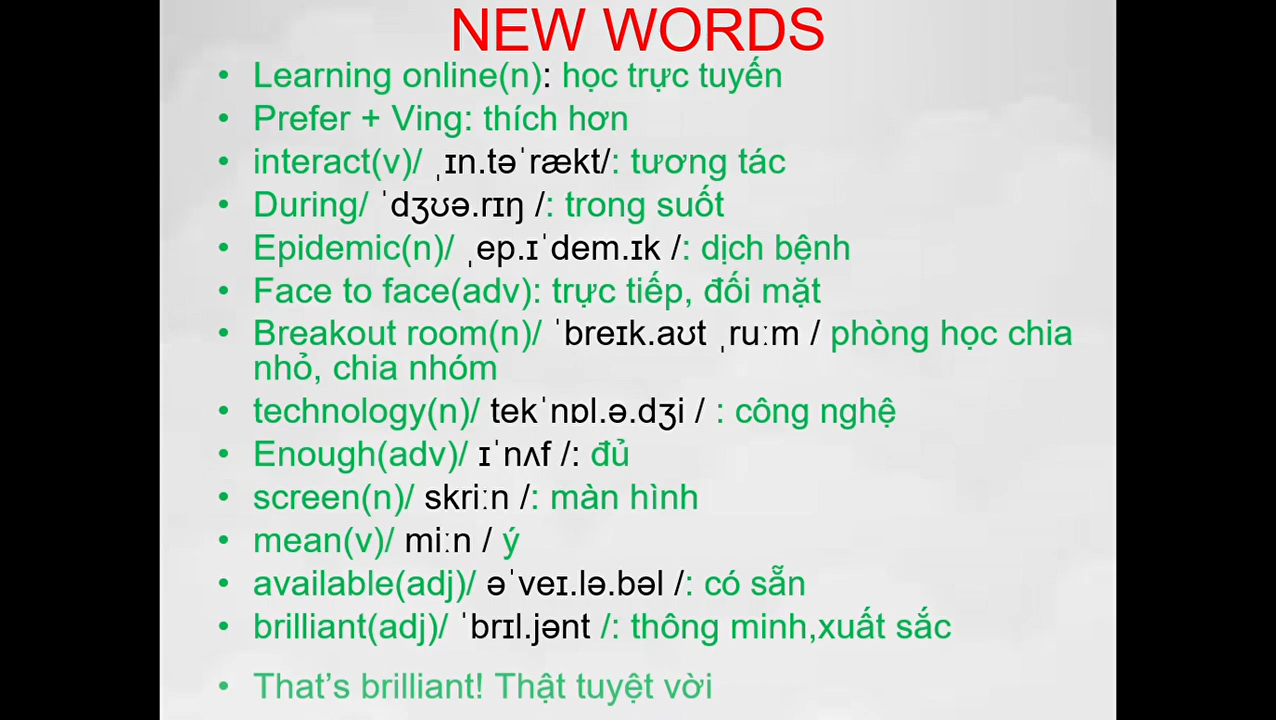 NEW WORDS
• Learning online(n): học trực tuyến
• Prefer + Ving: thích hơn
• interact(v)/ ˌɪn.təˈrækt/: tương tác
• During/ ˈdʒʊə.rɪŋ /: trong suốt
• Epidemic(n)/ ˌep.ɪˈdem.ɪk /: dịch bệnh
• Face to face(adv): trực tiếp, đối mặt
• Breakout room(n)/ ˈbreɪk.aʊt ˌruːm / phòng học chia
nhỏ, chia nhóm
• technology(n)/ tekˈnɒl.ə.dʒi / : công nghệ
• Enough(adv)/ ɪˈnʌf /: đủ
• screen(n)/ skriːn /: màn hình
• mean(v)/ miːn / ý
• available(adj)/ əˈveɪ.lə.bəl /: có sẵn
• brilliant(adj)/ ˈbrɪl.jənt /: thông minh,xuất sắc
• That’s brilliant! Thật tuyệt vời